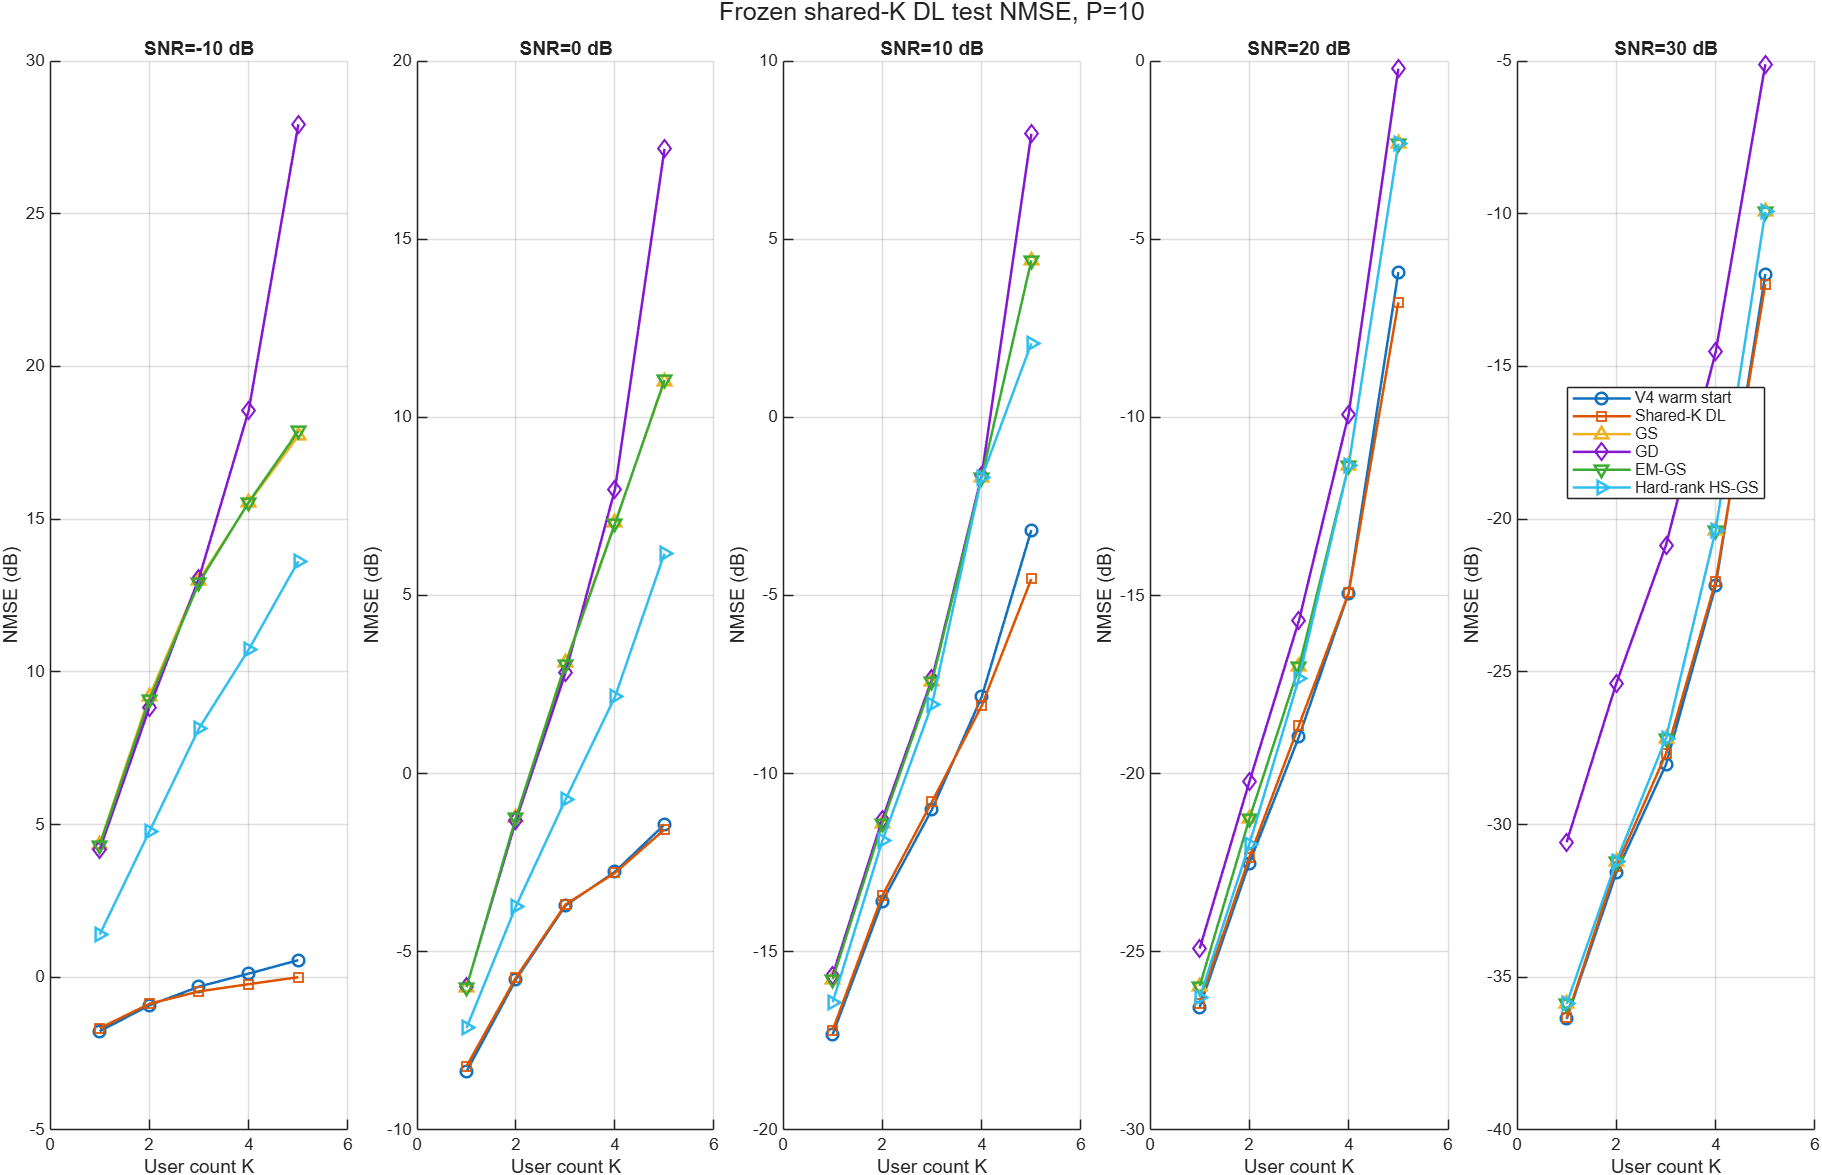 Frozen shared-K DL test NMSE, P=10
SNR=-10 dB
30
25
20
15
10
5
0
-5
0
2
4
6
NMSE (dB)
User count K
SNR=0 dB
20
15
10
5
0
-5
-10
0
2
4
6
NMSE (dB)
User count K
SNR=10 dB
10
5
0
-5
-10
-15
-20
0
2
4
6
NMSE (dB)
User count K
SNR=20 dB
0
-5
-10
-15
-20
-25
-30
0
2
4
6
NMSE (dB)
User count K
SNR=30 dB
-5
-10
-15
-20
-25
-30
-35
-40
0
2
4
6
NMSE (dB)
User count K
V4 warm start
Shared-K DL
GS
GD
EM-GS
Hard-rank HS-GS